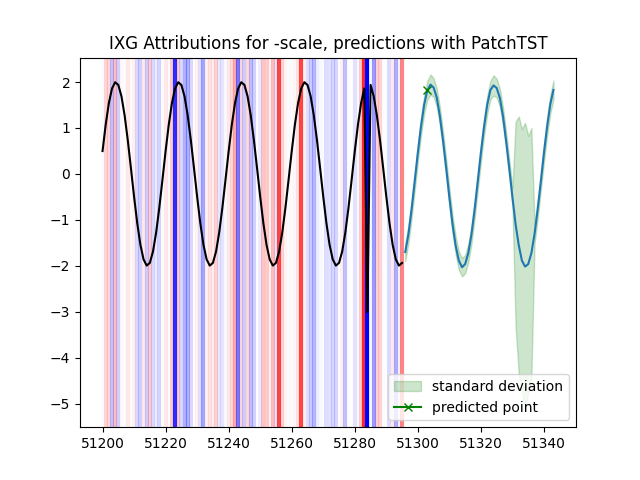 IXG Attributions for -scale, predictions with PatchTST
2
1
0
−1
−2
−3
−4
−5
standard deviation
predicted point
51200 51220 51240 51260 51280 51300 51320 51340